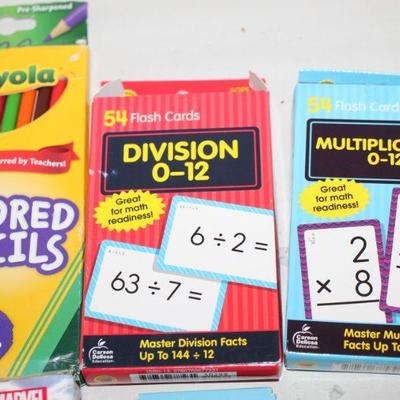 Pre-Sharpened
yola
rred by Teachers!
ORED
CILS
54 Flash Cards
DIVISION
0–12
Great
for math
readiness!
6 ÷ 2 =
63 ÷ 7 =
Carson
Dellosa
Education
Master Division Facts
Up To 144 ÷ 12
54 Flash Card
MULTIPLIC
0–12
Great
for math
readiness!
2
× 8
Carson
Dellosa
Education
Master Mul
Facts Up To
MARVEL